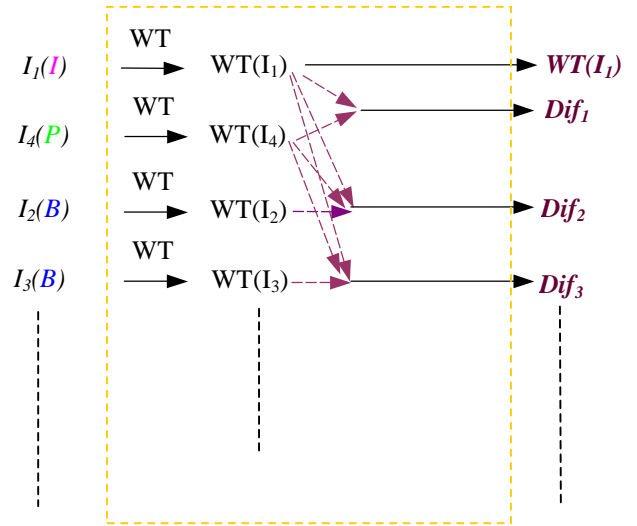 I₁(I) WT WT(I₁) WT(I₁)
Dif₁
I₄(P) WT WT(I₄)
I₂(B) WT WT(I₂) Dif₂
I₃(B) WT WT(I₃) Dif₃